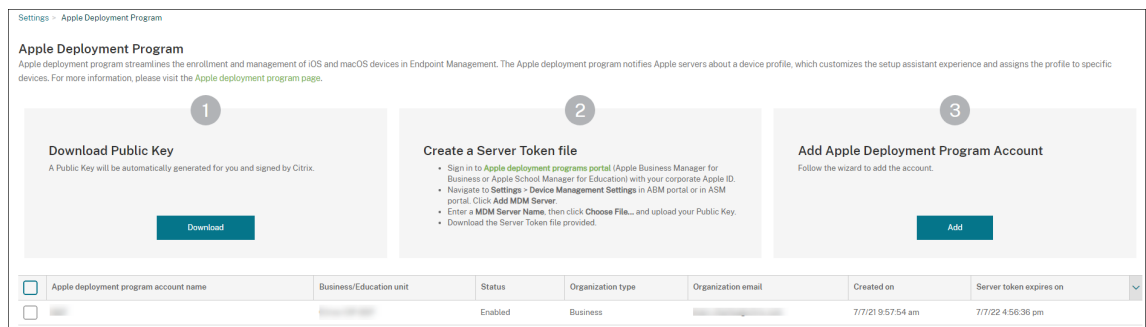 Settings > Apple Deployment Program
Apple Deployment Program
Apple deployment program streamlines the enrollment and management of iOS and macOS devices in Endpoint Management. The Apple deployment program notifies Apple servers about a device profile, which customizes the setup assistant experience and assigns the profile to specific
devices. For more information, please visit the Apple deployment program page.
1
Download Public Key
A Public Key will be automatically generated for you and signed by Citrix.
Download
2
Create a Server Token file
• Sign in to Apple deployment programs portal (Apple Business Manager for
Business or Apple School Manager for Education) with your corporate Apple ID.
• Navigate to Settings > Device Management Settings in ABM portal or in ASM
portal. Click Add MDM Server.
• Enter a MDM Server Name, then click Choose File... and upload your Public Key.
• Download the Server Token file provided.
3
Add Apple Deployment Program Account
Follow the wizard to add the account.
Add
Apple deployment program account name Business/Education unit Status Organization type Organization email Created on Server token expires on
Enabled Business 7/7/21 9:57:54 am 7/7/22 4:56:36 pm